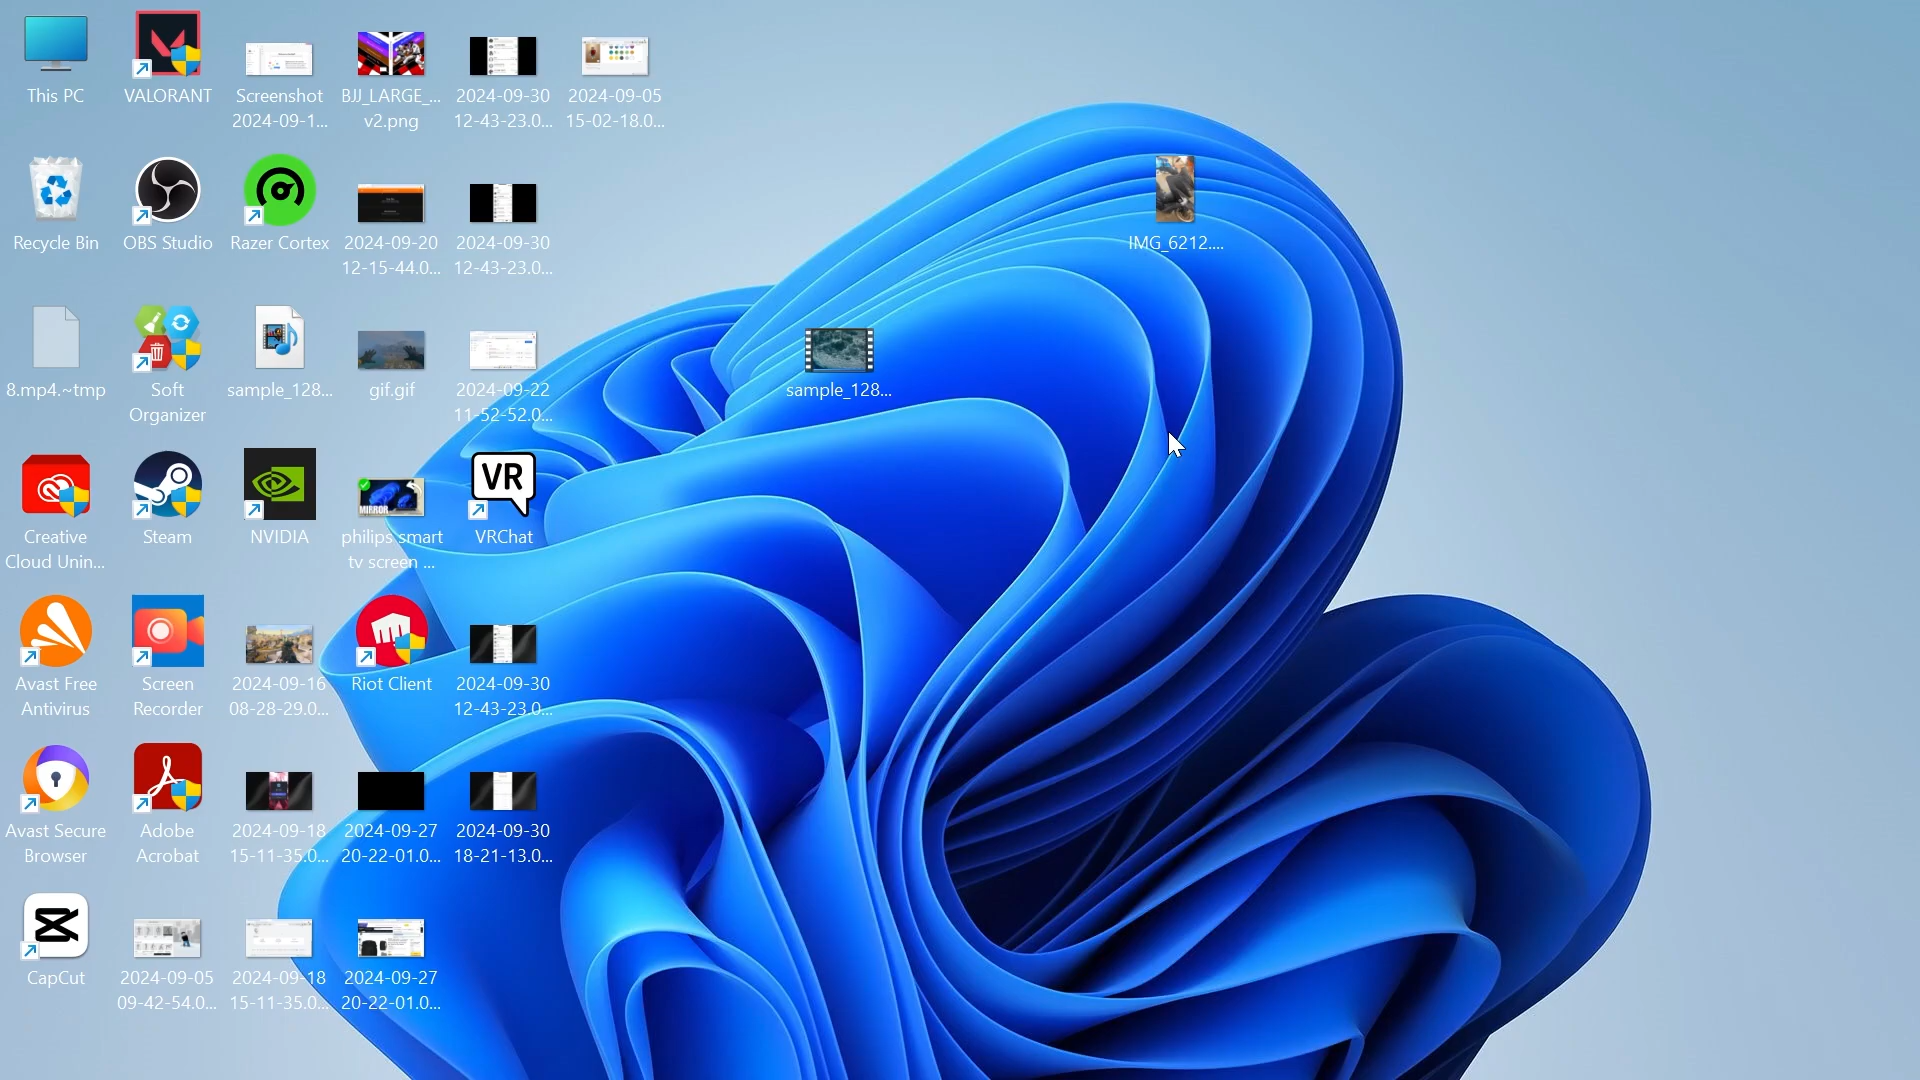 This PC
VALORANT
Screenshot
2024-09-1...
BJJ_LARGE_...
v2.png
2024-09-30
12-43-23.0...
2024-09-05
15-02-18.0...
Recycle Bin
OBS Studio
Razer Cortex
2024-09-20
12-15-44.0...
2024-09-30
12-43-23.0...
IMG_6212....
8.mp4.~tmp
Soft
Organizer
sample_128...
gif.gif
2024-09-22
11-52-52.0...
sample_128...
Creative
Cloud Unin...
Steam
NVIDIA
MIRROR
philips smart
tv screen ...
VR
VRChat
Avast Free
Antivirus
Screen
Recorder
2024-09-16
08-28-29.0...
Riot Client
2024-09-30
12-43-23.0...
Avast Secure
Browser
Adobe
Acrobat
2024-09-18
15-11-35.0...
2024-09-27
20-22-01.0...
2024-09-30
18-21-13.0...
CapCut
2024-09-05
09-42-54.0...
2024-09-18
15-11-35.0...
2024-09-27
20-22-01.0...